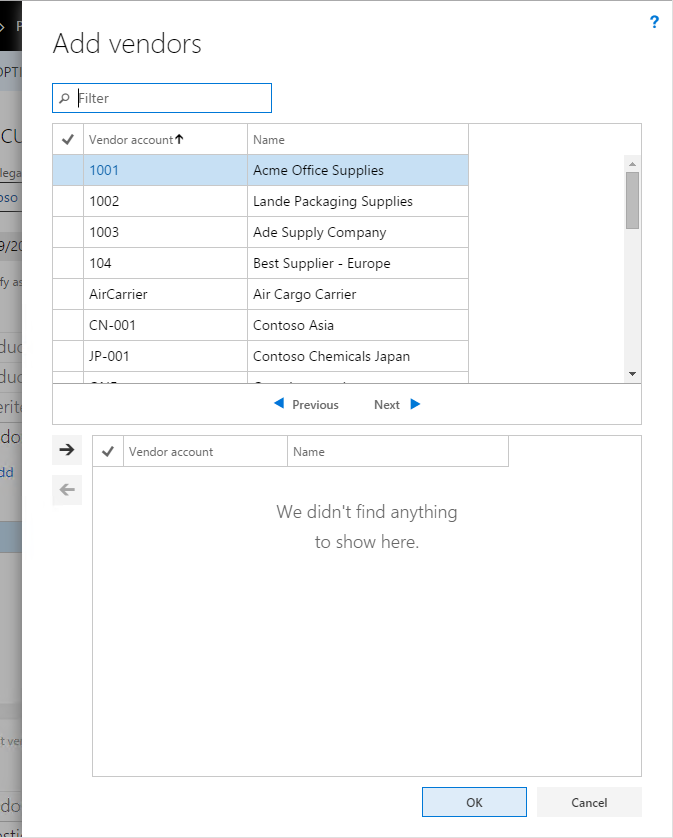 ?
Add vendors
Filter
Vendor account Name
1001 Acme Office Supplies
1002 Lande Packaging Supplies
1003 Ade Supply Company
104 Best Supplier - Europe
AirCarrier Air Cargo Carrier
CN-001 Contoso Asia
JP-001 Contoso Chemicals Japan
Previous Next
Vendor account Name
We didn't find anything
to show here.
OK Cancel